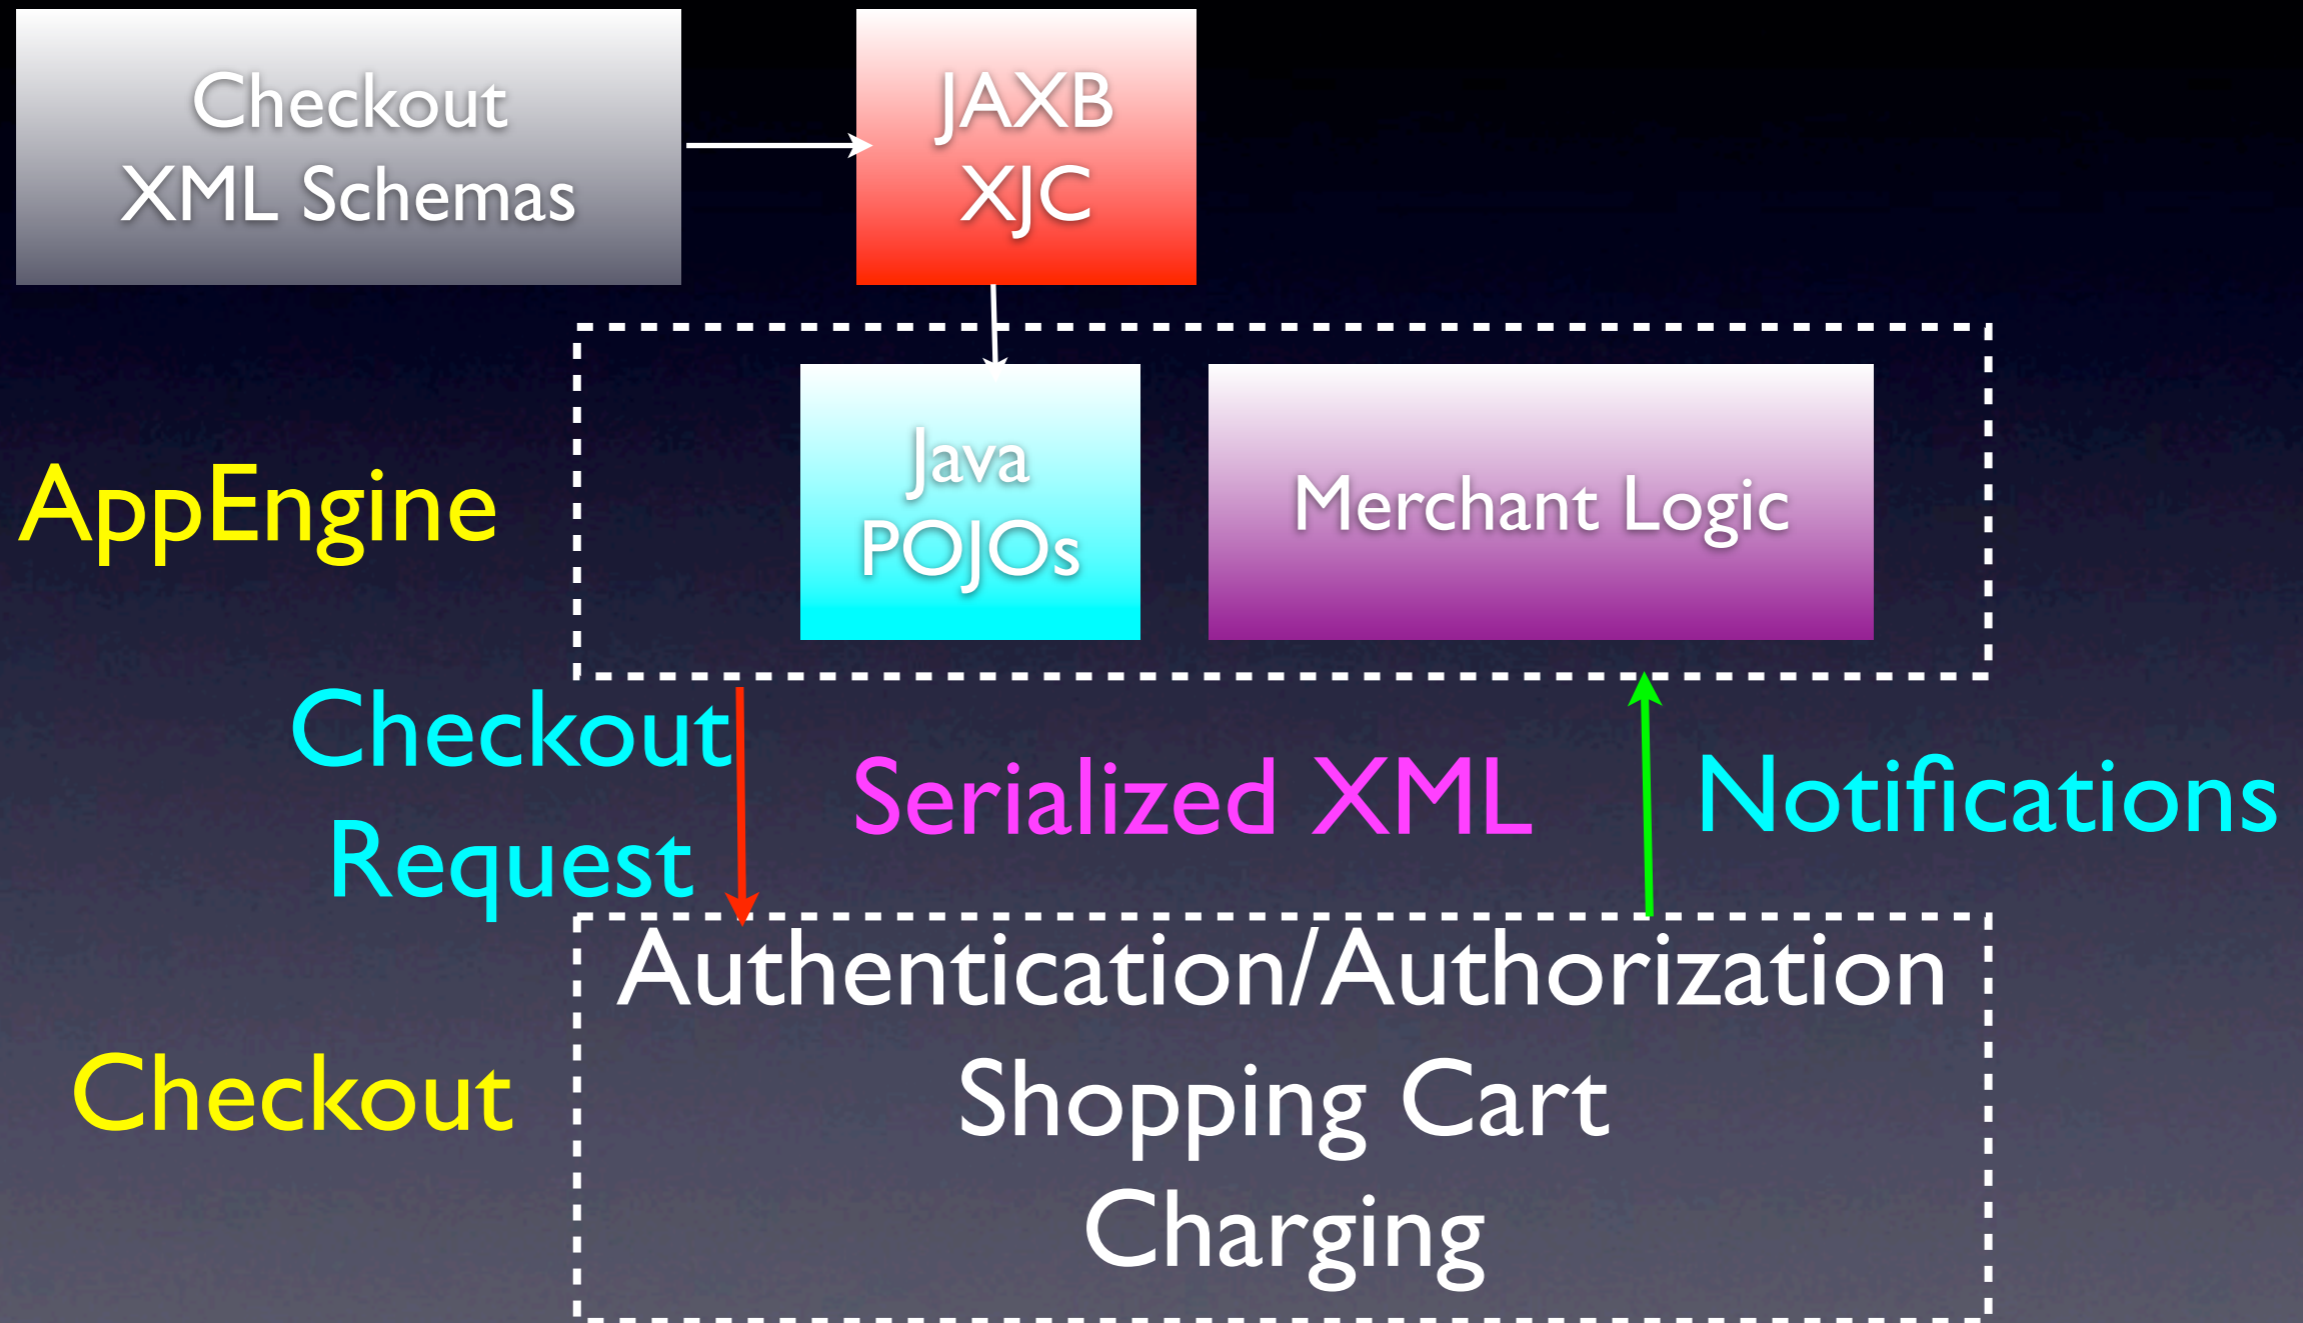 Checkout
XML Schemas
JAXB
XJC
AppEngine
Java
POJOs
Merchant Logic
Checkout
Request
Serialized XML
Notifications
Checkout
Authentication/Authorization
Shopping Cart
Charging